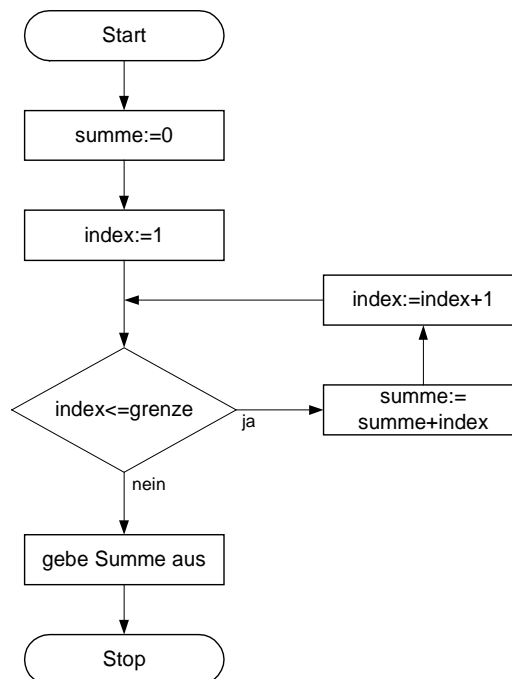 Start
summe:=0
index:=1
index:=index+1
index<=grenze
ja
summe:=
summe+index
nein
gebe Summe aus
Stop